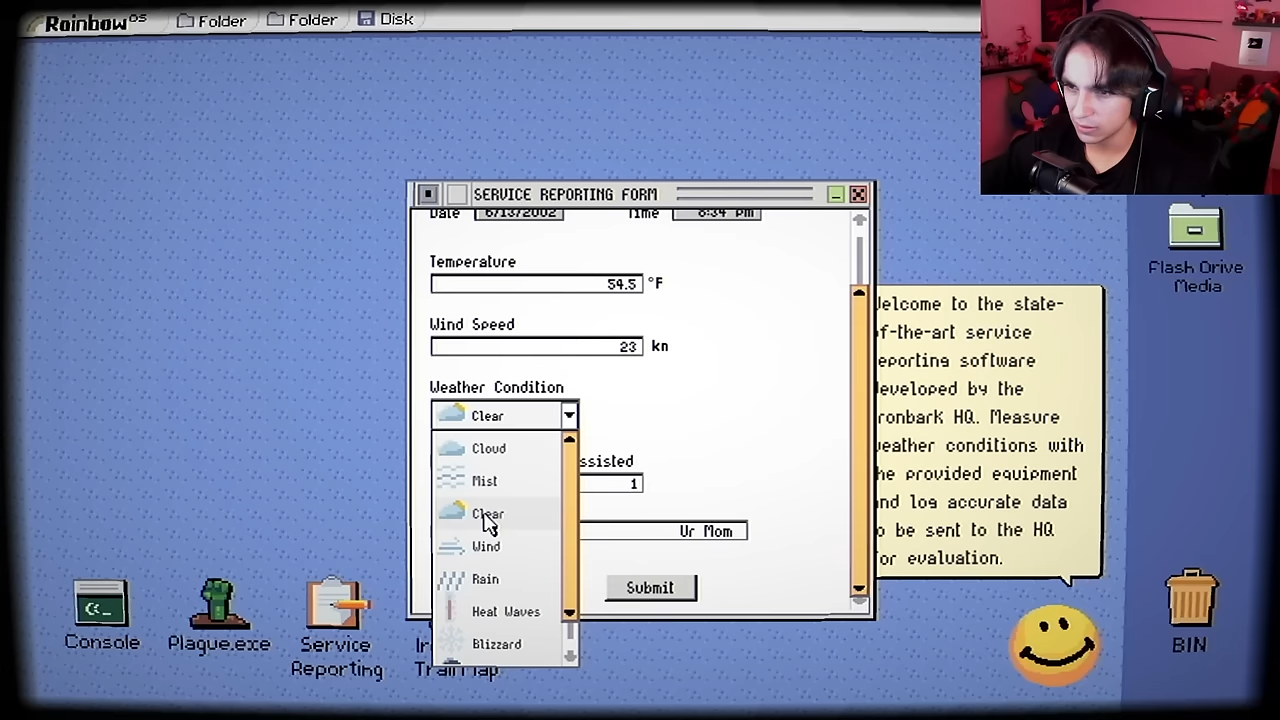 RainbowOS Folder Folder Disk
SERVICE REPORTING FORM
Date 6/13/2002 Time 8:34 pm
Temperature
54.5 °F
Wind Speed
23 kn
Weather Condition
Clear
Cloud
Mist
Clear
Wind
Rain
Heat Waves
Blizzard
ssisted
1
Ur Mom
Submit
elcome to the state-
f-the-art service
eporting software
eveloped by the
ronbark HQ. Measure
eather conditions with
he provided equipment
nd log accurate data
o be sent to the HQ
or evaluation.
Flash Drive
Media
Console
Plague.exe
Service
Reporting
Ir
Train Map
BIN